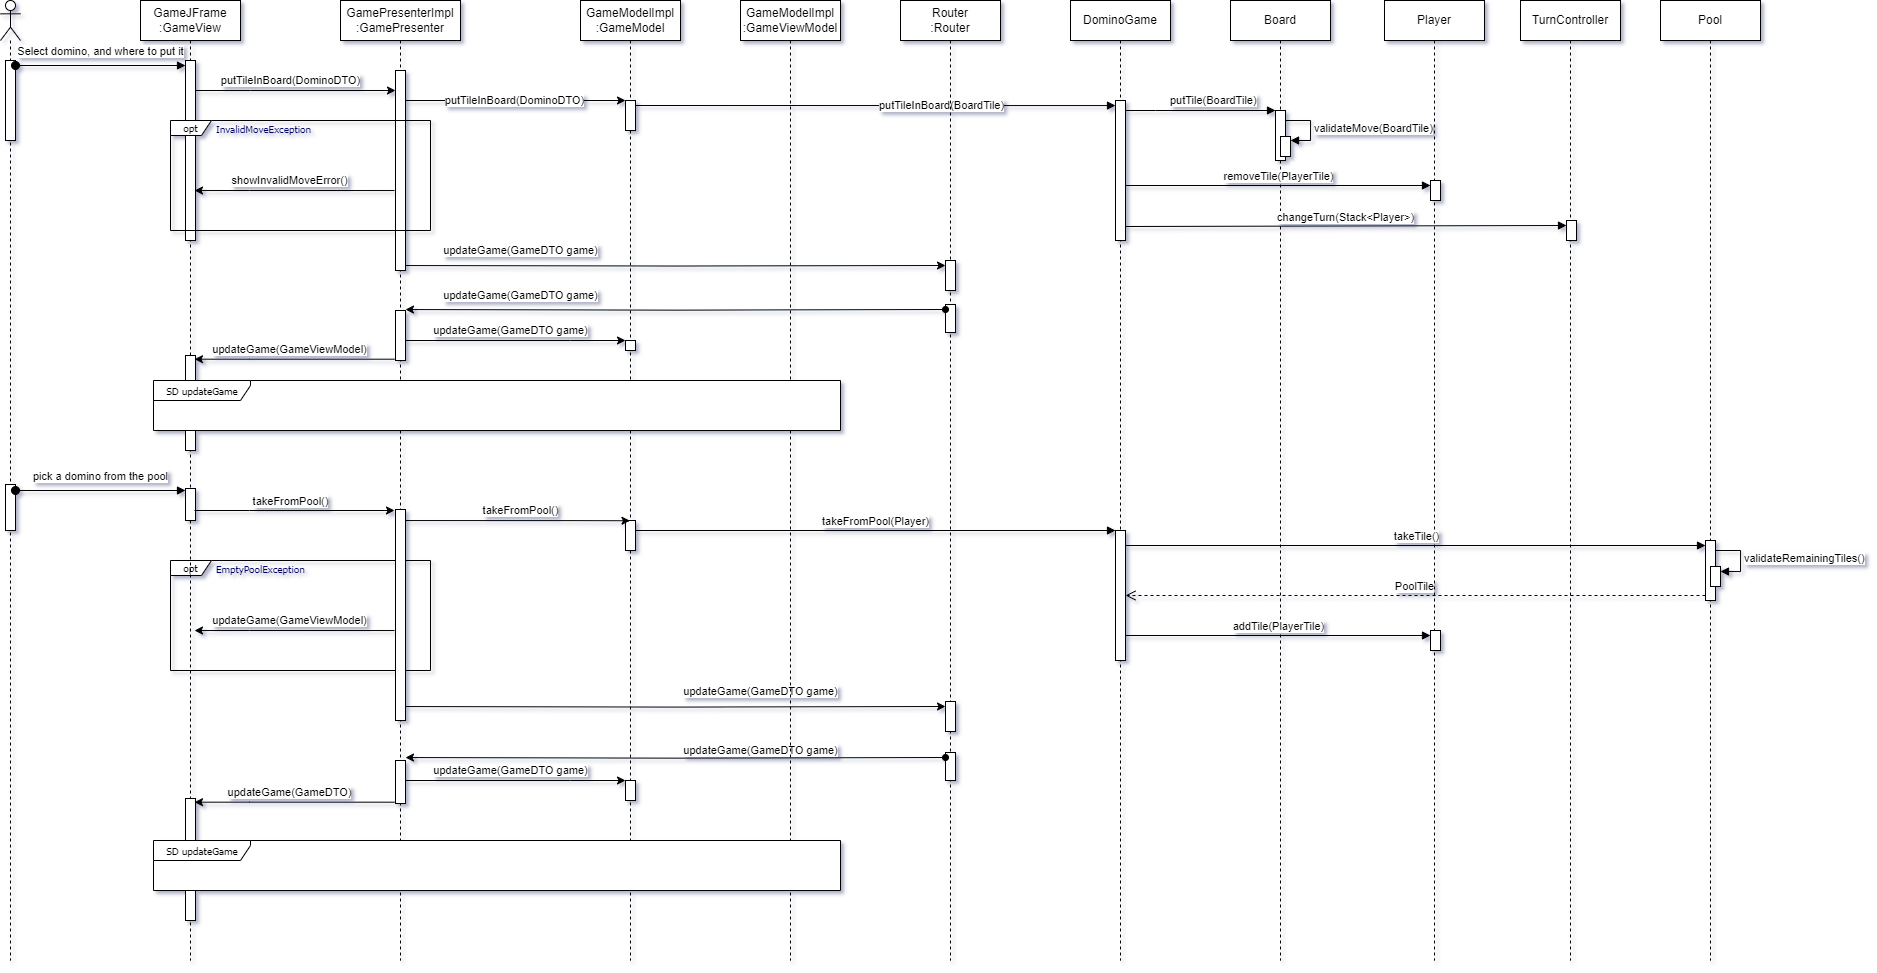 GameJFrame
:GameView
GamePresenterImpl
:GamePresenter
GameModelImpl
:GameModel
GameModelImpl
:GameViewModel
Router
:Router
DominoGame
Board
Player
TurnController
Pool
Select domino, and where to put it
putTileInBoard(DominoDTO)
putTileInBoard(DominoDTO)
putTileInBoard(BoardTile)
putTile(BoardTile)
opt
InvalidMoveException
validateMove(BoardTile)
showInvalidMoveError()
removeTile(PlayerTile)
changeTurn(Stack<Player>)
updateGame(GameDTO game)
updateGame(GameDTO game)
updateGame(GameDTO game)
updateGame(GameViewModel)
SD updateGame
pick a domino from the pool
takeFromPool()
takeFromPool()
takeFromPool(Player)
takeTile()
validateRemainingTiles()
opt
EmptyPoolException
PoolTile
updateGame(GameViewModel)
addTile(PlayerTile)
updateGame(GameDTO game)
updateGame(GameDTO game)
updateGame(GameDTO game)
updateGame(GameDTO)
SD updateGame